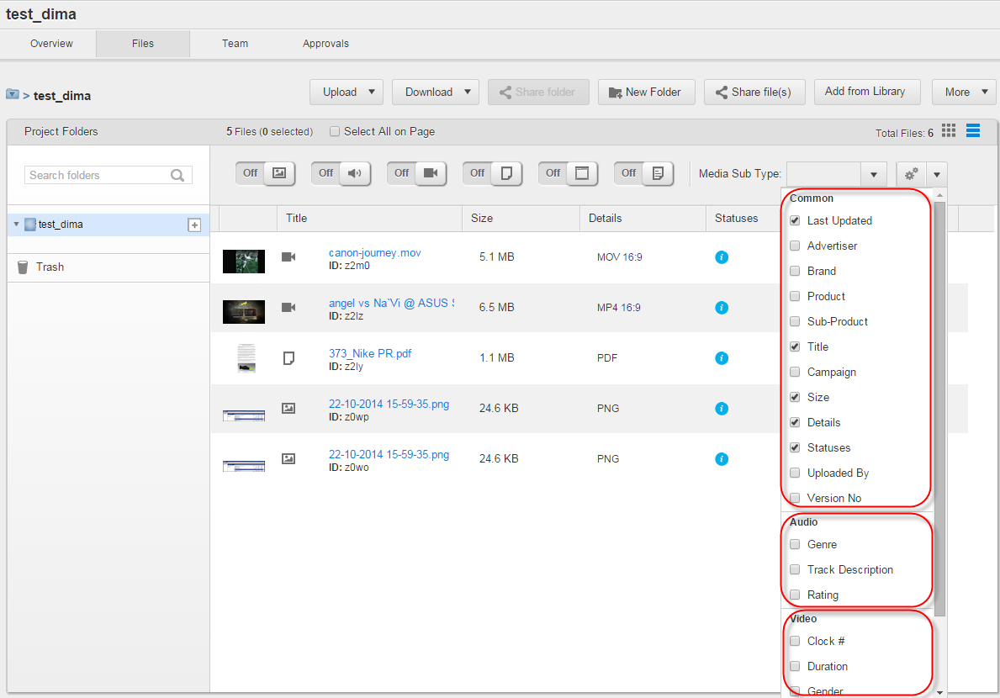 test_dima
Overview Files Team Approvals
> test_dima
Upload Download Share folder New Folder Share file(s) Add from Library More
Project Folders
5 Files (0 selected) Select All on Page Total Files: 6
Search folders
Off Off Off Off Off Off Media Sub Type:
test_dima
Trash
Title Size Details Statuses
canon-journey.mov
ID: z2m0
5.1 MB MOV 16:9
angel vs Na`Vi @ ASUS
ID: z2lz
6.5 MB MP4 16:9
373_Nike PR.pdf
ID: z2ly
1.1 MB PDF
22-10-2014 15-59-35.png
ID: z0wp
24.6 KB PNG
22-10-2014 15-59-35.png
ID: z0wo
24.6 KB PNG
Common
Last Updated
Advertiser
Brand
Product
Sub-Product
Title
Campaign
Size
Details
Statuses
Uploaded By
Version No
Audio
Genre
Track Description
Rating
Video
Clock #
Duration
Gender